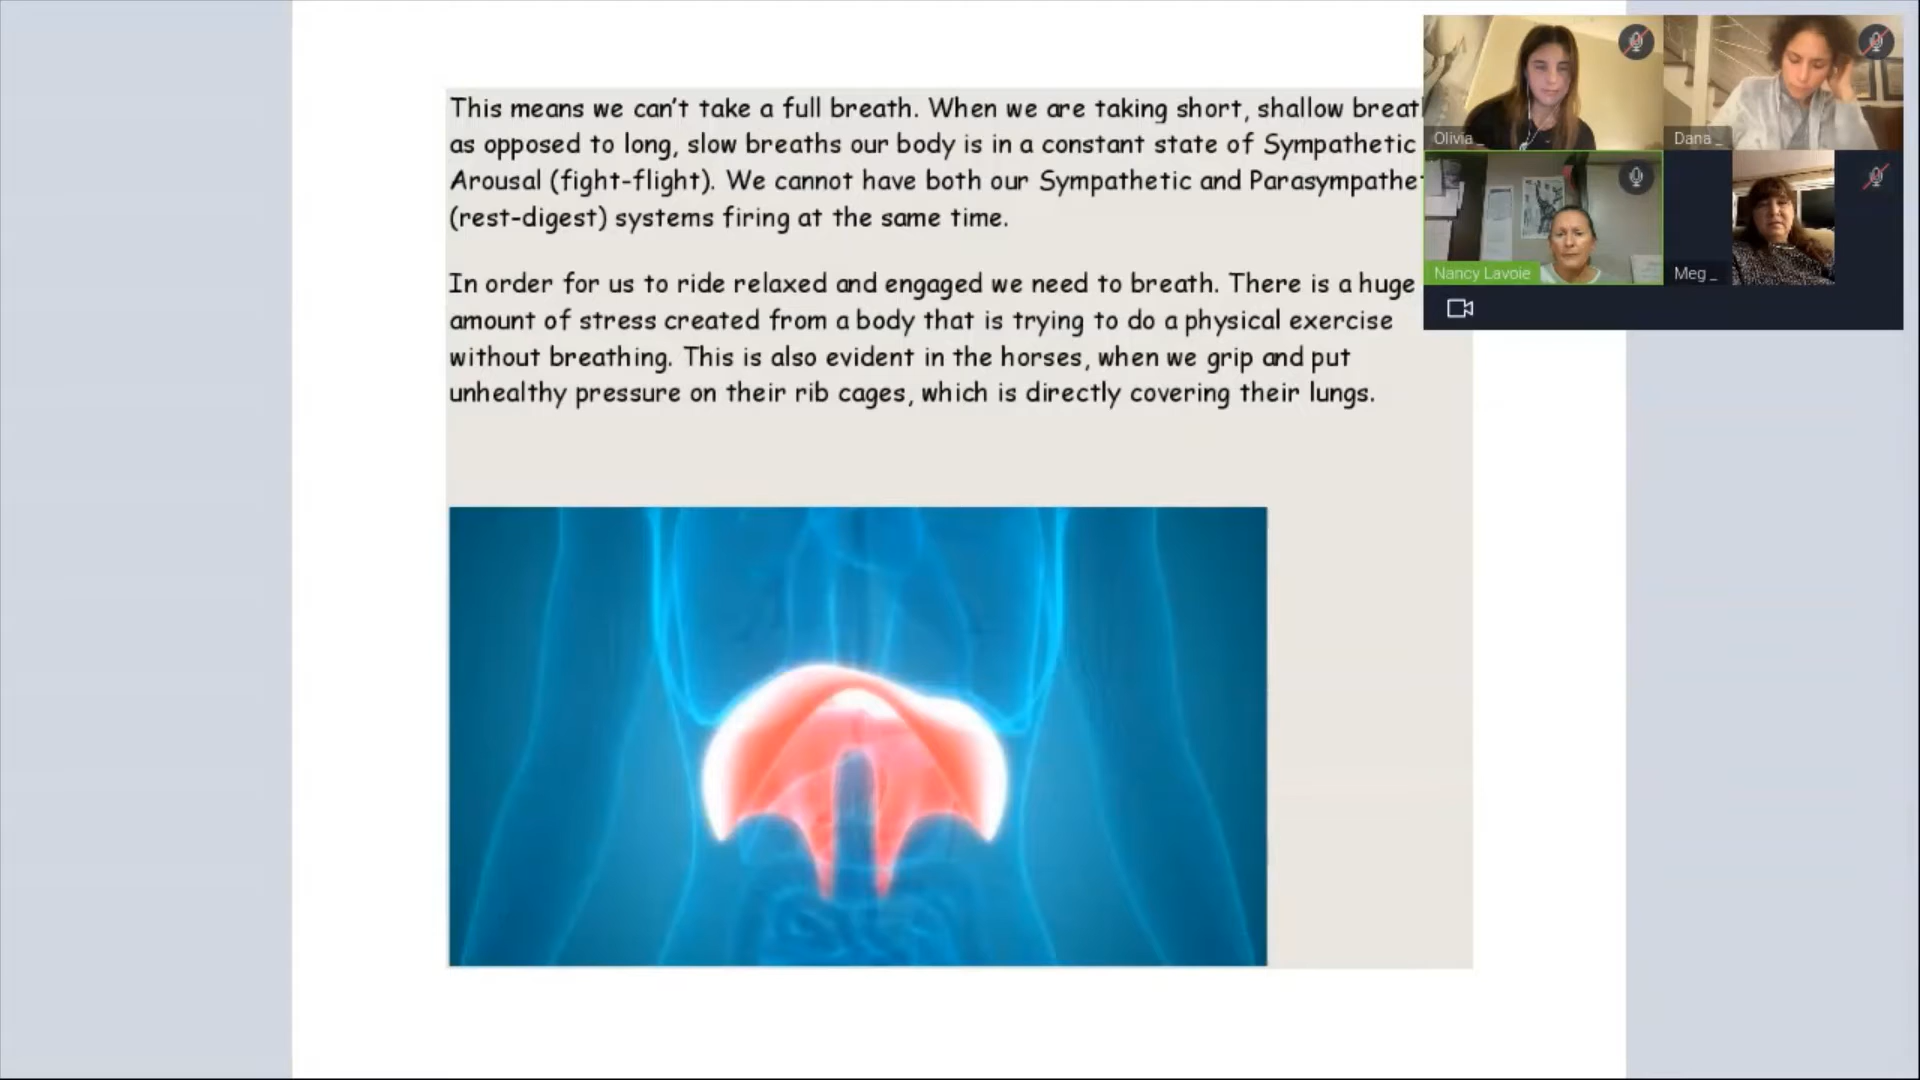 This means we can't take a full breath. When we are taking short, shallow
as opposed to long, slow breaths our body is in a constant state of Sympathetic
Arousal (fight-flight). We cannot have both our Sympathetic and
(rest-digest) systems firing at the same time.
In order for us to ride relaxed and engaged we need to breath. There is a huge
amount of stress created from a body that is trying to do a physical exercise
without breathing. This is also evident in the horses, when we grip and put
unhealthy pressure on their rib cages, which is directly covering their lungs.
Olivia _
Dana _
Nancy Lavoie
Meg _